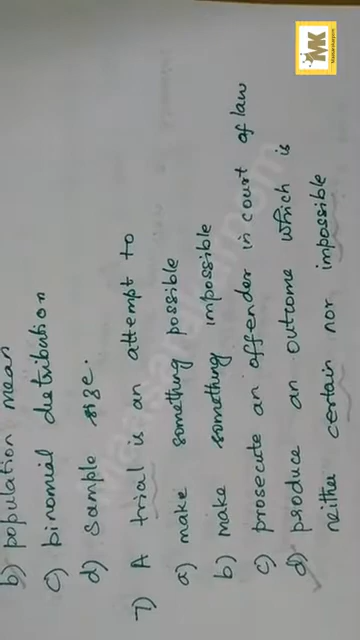 b) population mean
c) binomial distribution
d) sample size.
7) A trial is an attempt to
a) make something possible
b) make something impossible
c) prosecute an offender in court of law
d) produce an outcome which is
neither certain nor impossible
MK